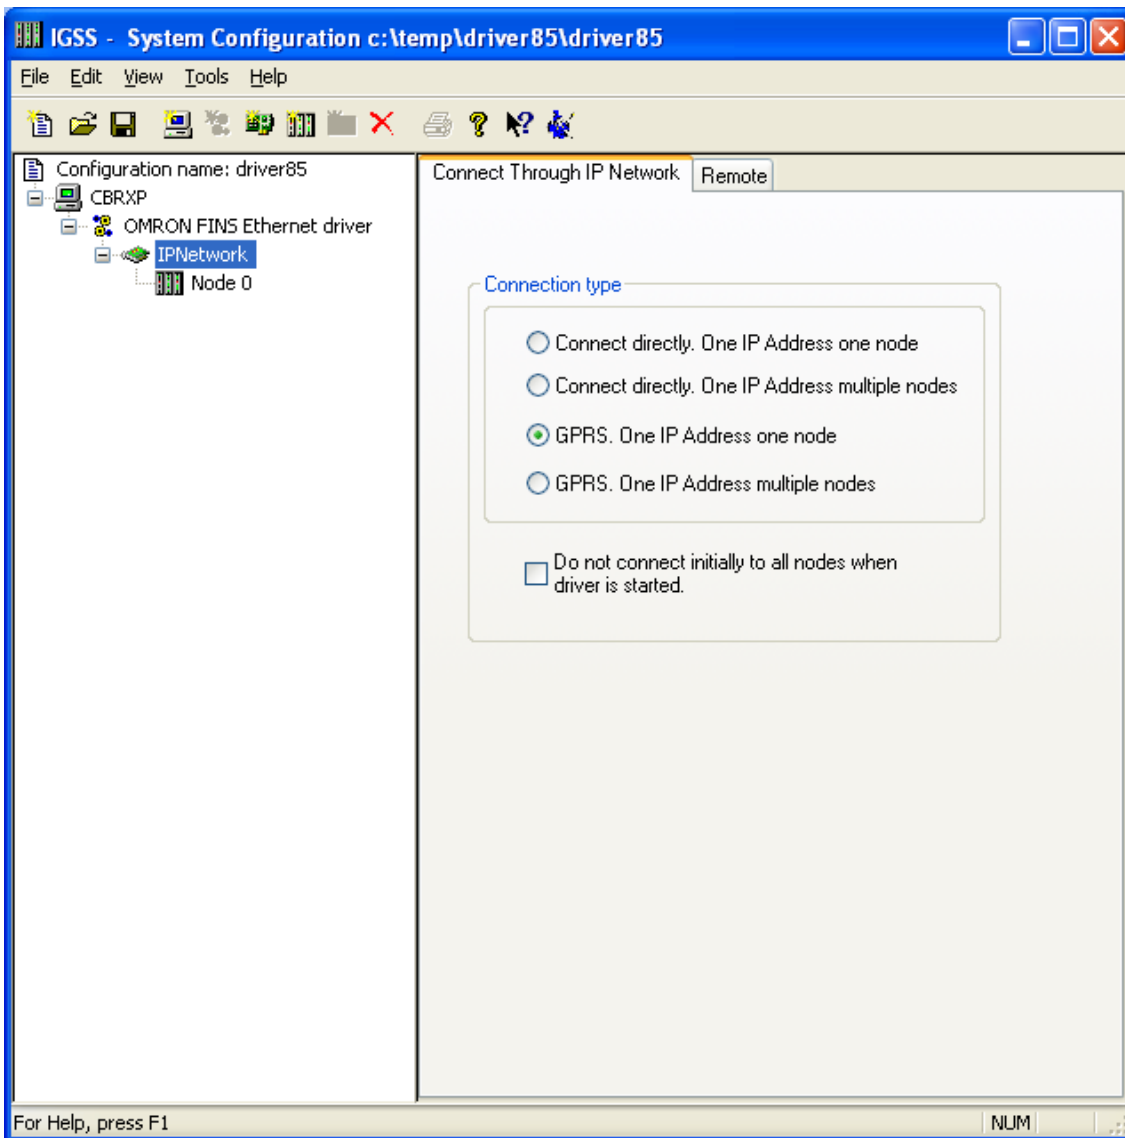 IGSS - System Configuration c:\temp\driver85\driver85
File Edit View Tools Help
Configuration name: driver85
CBRXP
OMRON FINS Ethernet driver
IPNetwork
Node 0
Connect Through IP Network Remote
Connection type
Connect directly. One IP Address one node
Connect directly. One IP Address multiple nodes
GPRS. One IP Address one node
GPRS. One IP Address multiple nodes
Do not connect initially to all nodes when
driver is started.
For Help, press F1 NUM